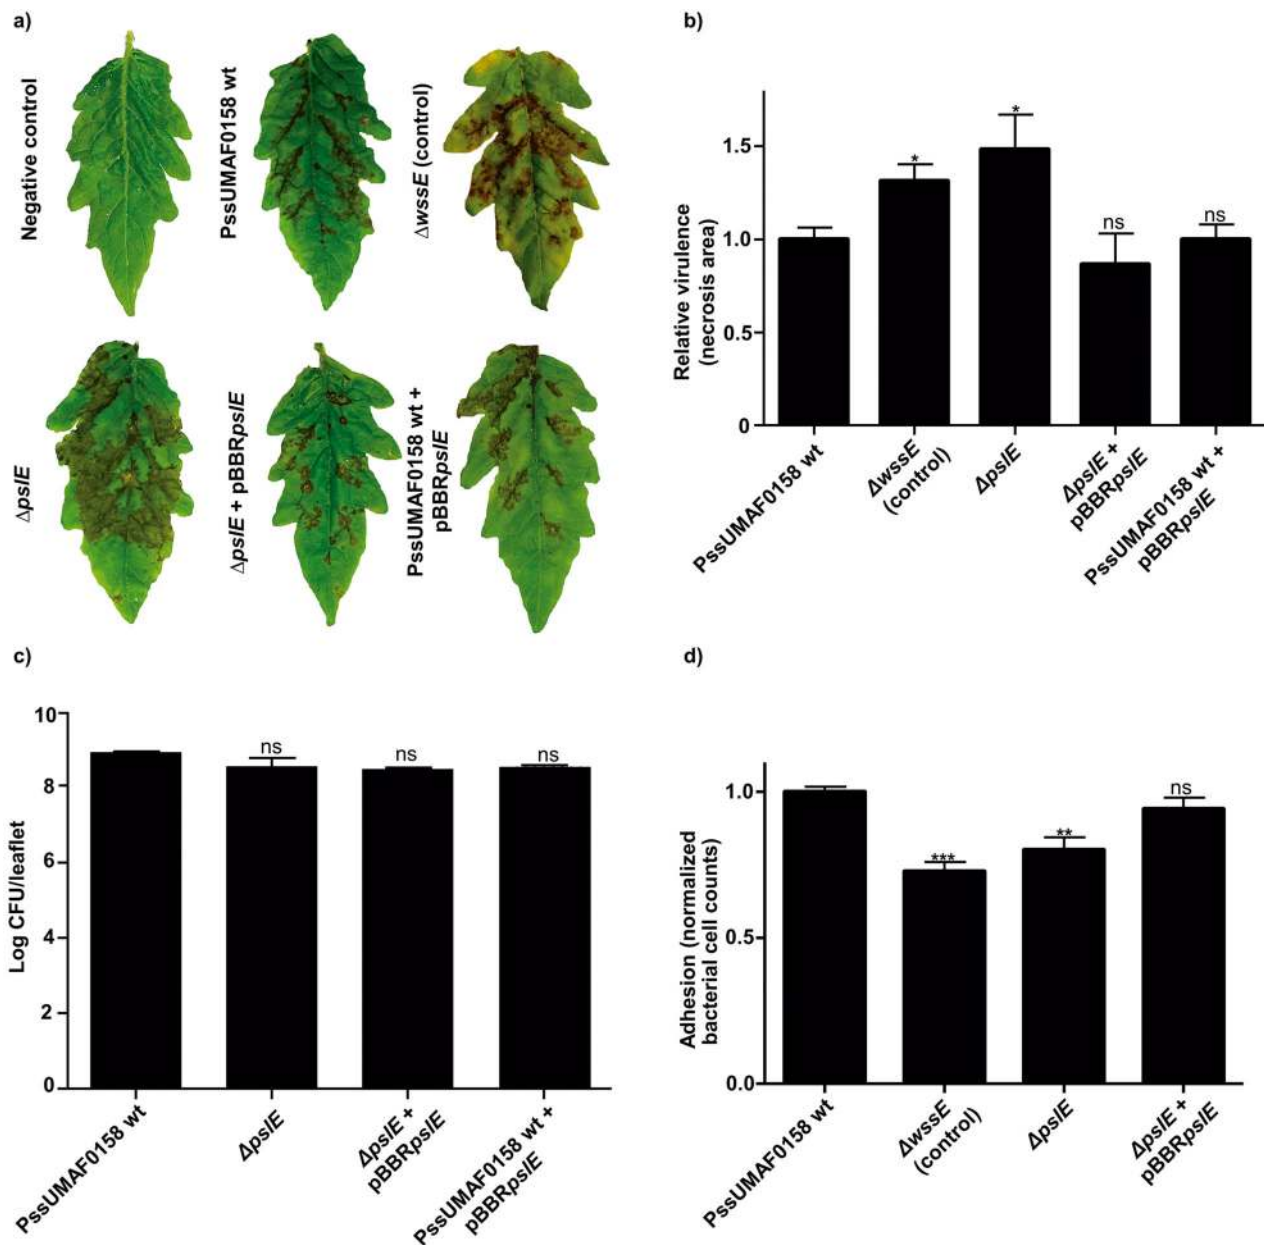 a)
Negative control
PssUMAF0158 wt
ΔwssE (control)
ΔpslE
ΔpslE + pBBRpslE
PssUMAF0158 wt +
pBBRpslE
b)
Relative virulence
(necrosis area)
1.5
1.0
0.5
0
*
*
ns
ns
PssUMAF0158 wt
ΔwssE
(control)
ΔpslE
ΔpslE +
pBBRpslE
PssUMAF0158 wt +
pBBRpslE
c)
Log CFU/leaflet
10
8
6
4
2
0
ns
ns
ns
PssUMAF0158 wt
ΔpslE
ΔpslE +
pBBRpslE
PssUMAF0158 wt +
pBBRpslE
d)
Adhesion (normalized
bacterial cell counts)
1.0
0.5
0.0
***
**
ns
PssUMAF0158 wt
ΔwssE
(control)
ΔpslE
ΔpslE +
pBBRpslE